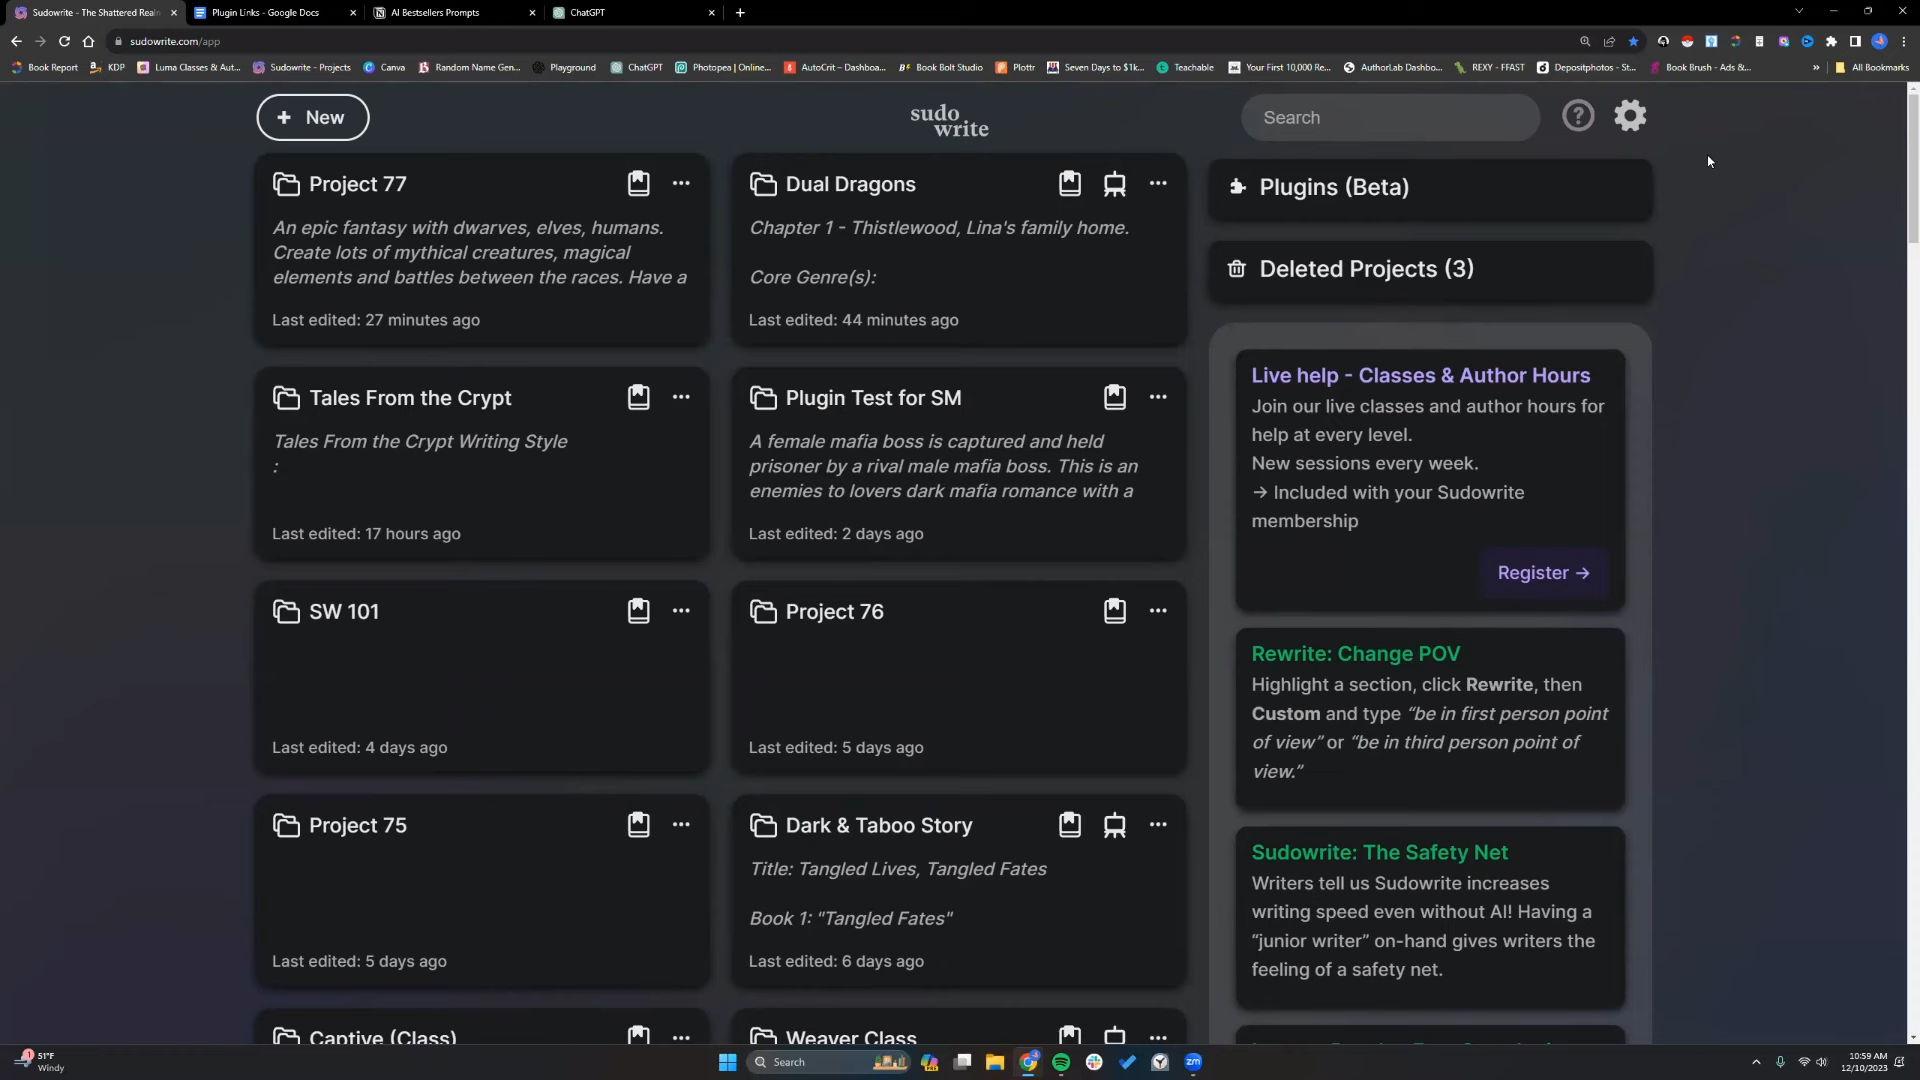 Sudowrite - The Shattered Real
Plugin Links - Google Docs
AI Bestsellers Prompts
ChatGPT
sudowrite.com/app
Book Report
KDP
Luma Classes & Aut...
Sudowrite - Projects
Canva
Random Name Gen...
Playground
ChatGPT
Photopea | Online...
AutoCrit – Dashboa...
Book Bolt Studio
Plottr
Seven Days to $1k...
Teachable
Your First 10,000 Re...
AuthorLab Dashbo...
REXY - FFAST
Depositphotos - St...
Book Brush - Ads &...
»
All Bookmarks
+ New
sudo
write
Search
Project 77
An epic fantasy with dwarves, elves, humans.
Create lots of mythical creatures, magical
elements and battles between the races. Have a
Last edited: 27 minutes ago
Dual Dragons
Chapter 1 - Thistlewood, Lina's family home.
Core Genre(s):
Last edited: 44 minutes ago
Tales From the Crypt
Tales From the Crypt Writing Style
:
Last edited: 17 hours ago
Plugin Test for SM
A female mafia boss is captured and held
prisoner by a rival male mafia boss. This is an
enemies to lovers dark mafia romance with a
Last edited: 2 days ago
SW 101
Last edited: 4 days ago
Project 76
Last edited: 5 days ago
Project 75
Last edited: 5 days ago
Dark & Taboo Story
Title: Tangled Lives, Tangled Fates
Book 1: "Tangled Fates"
Last edited: 6 days ago
Captive (Class)
Weaver Class
Plugins (Beta)
Deleted Projects (3)
Live help - Classes & Author Hours
Join our live classes and author hours for
help at every level.
New sessions every week.
→ Included with your Sudowrite
membership
Register →
Rewrite: Change POV
Highlight a section, click Rewrite, then
Custom and type “be in first person point
of view” or “be in third person point of
view.”
Sudowrite: The Safety Net
Writers tell us Sudowrite increases
writing speed even without AI! Having a
“junior writer” on-hand gives writers the
feeling of a safety net.
51°F
Windy
Search
10:59 AM
12/10/2023